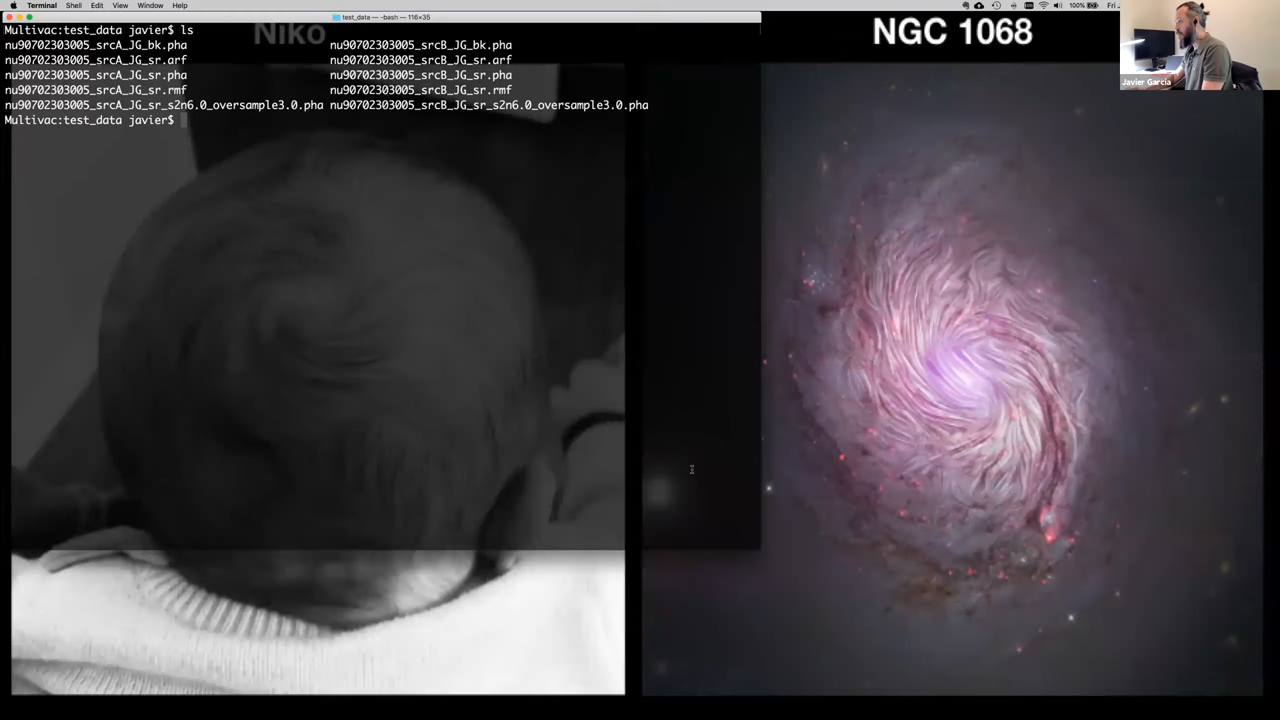 Terminal Shell Edit View Window Help
100% Fri
test_data — -bash — 116×35
Niko
NGC 1068
Javier Garcia
Multivac:test_data javier$ ls
nu90702303005_srcA_JG_bk.pha nu90702303005_srcB_JG_bk.pha
nu90702303005_srcA_JG_sr.arf nu90702303005_srcB_JG_sr.arf
nu90702303005_srcA_JG_sr.pha nu90702303005_srcB_JG_sr.pha
nu90702303005_srcA_JG_sr.rmf nu90702303005_srcB_JG_sr.rmf
nu90702303005_srcA_JG_sr_s2n6.0_oversample3.0.pha nu90702303005_srcB_JG_sr_s2n6.0_oversample3.0.pha
Multivac:test_data javier$